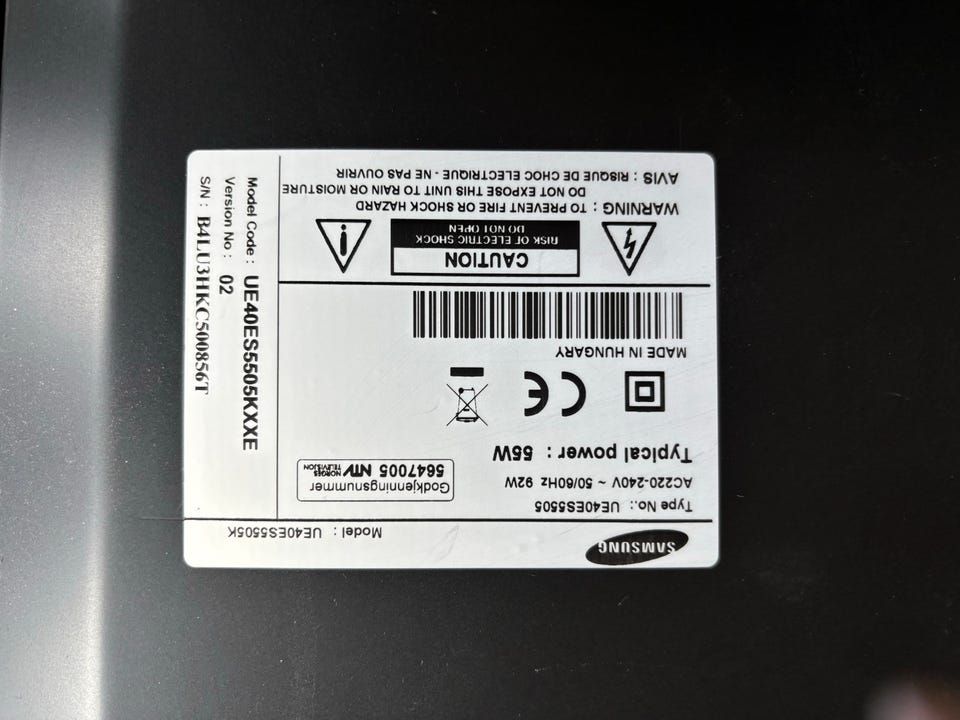 SAMSUNG
Model : UE40ES5505K
Type No.: UE40ES5505
AC220-240V ~ 50/60Hz 92W
Typical power : 55W
Godkjenningsnummer
5647005 NTV NORGES TELEVISION
CE
MADE IN HUNGARY
CAUTION
RISK OF ELECTRIC SHOCK
DO NOT OPEN
WARNING : TO PREVENT FIRE OR SHOCK HAZARD
DO NOT EXPOSE THIS UNIT TO RAIN OR MOISTURE
AVIS : RISQUE DE CHOC ELECTRIQUE - NE PAS OUVRIR
Model Code : UE40ES5505KXXE
Version No : 02
S/N : B4LU3HKC500856T